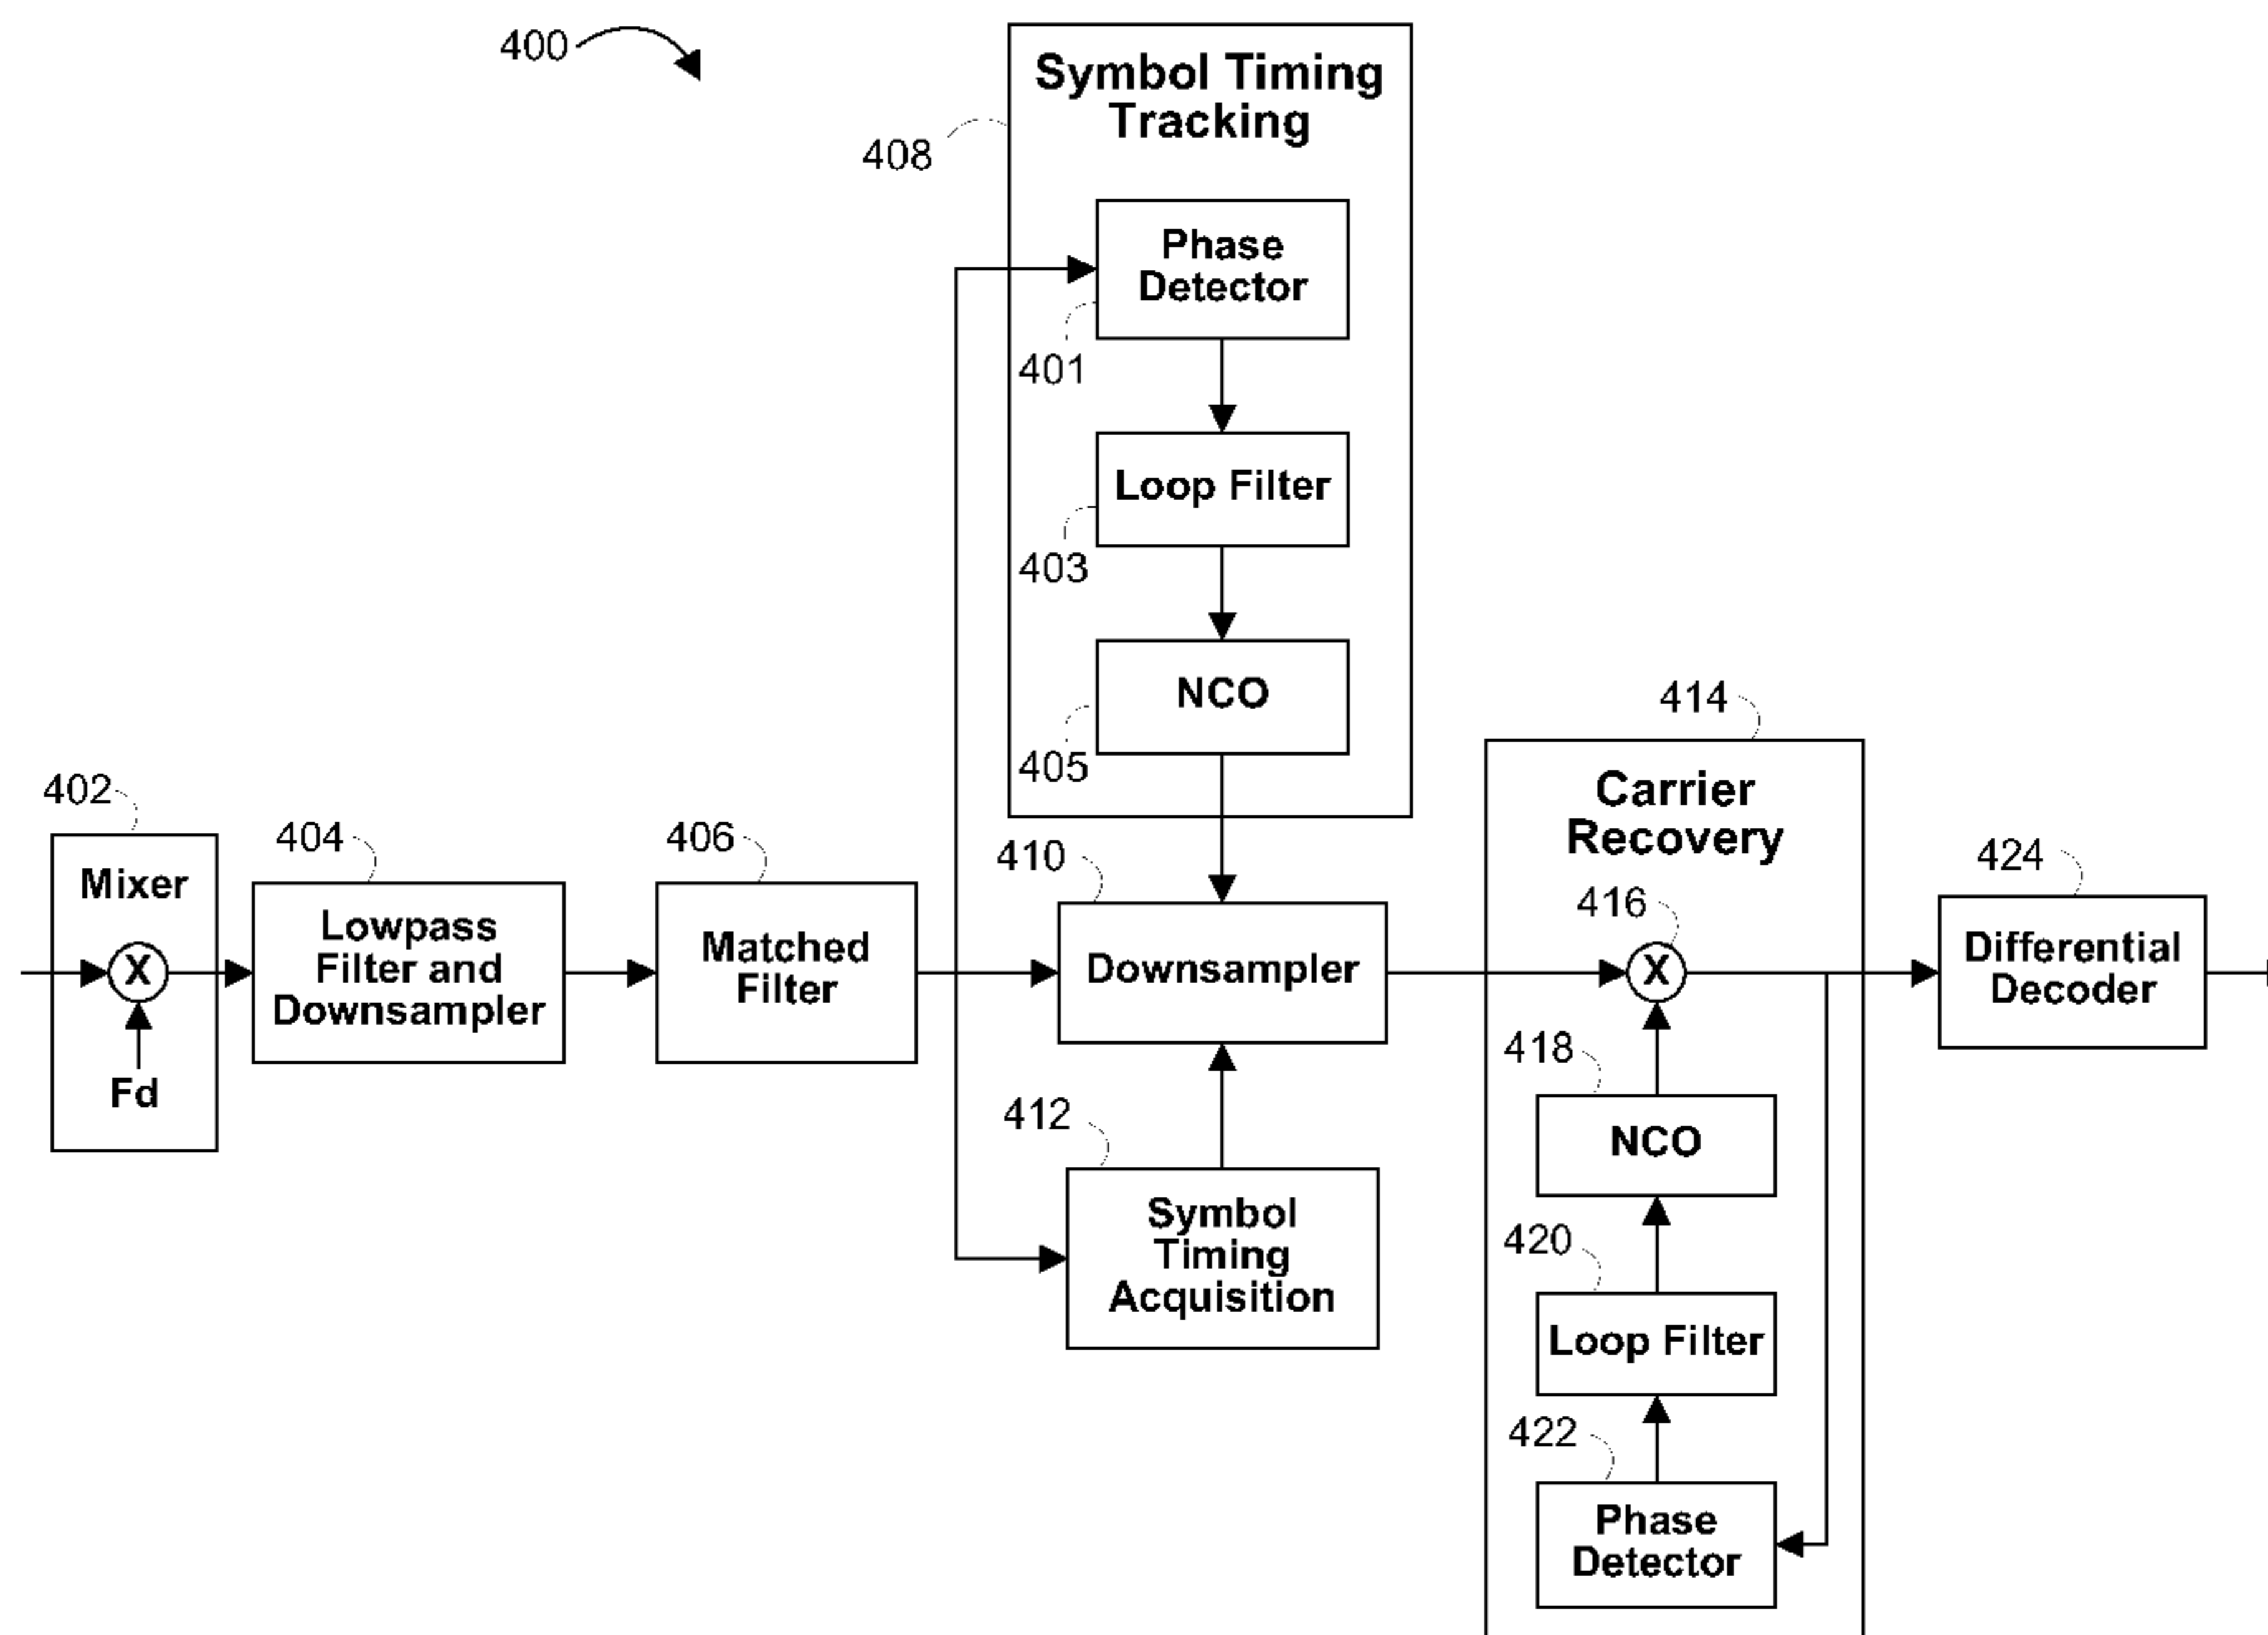 400
Symbol Timing
Tracking
408
Phase
Detector
401
Loop Filter
403
NCO
405
402
Mixer
X
Fd
404
Lowpass
Filter and
Downsampler
406
Matched
Filter
410
Downsampler
412
Symbol
Timing
Acquisition
414
Carrier
Recovery
416
X
418
NCO
420
Loop Filter
422
Phase
Detector
424
Differential
Decoder